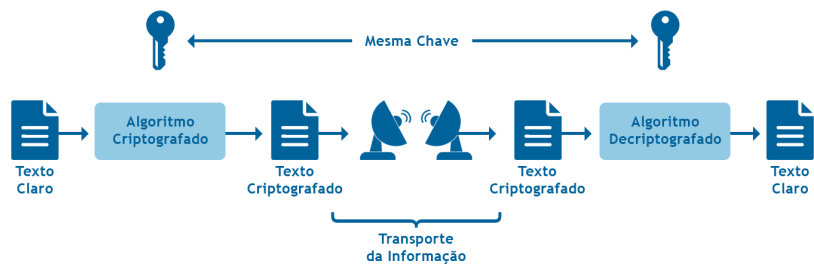 Mesma Chave
Algoritmo
Criptografado
Algoritmo
Decriptografado
Texto
Claro
Texto
Criptografado
Texto
Criptografado
Texto
Claro
Transporte
da Informação